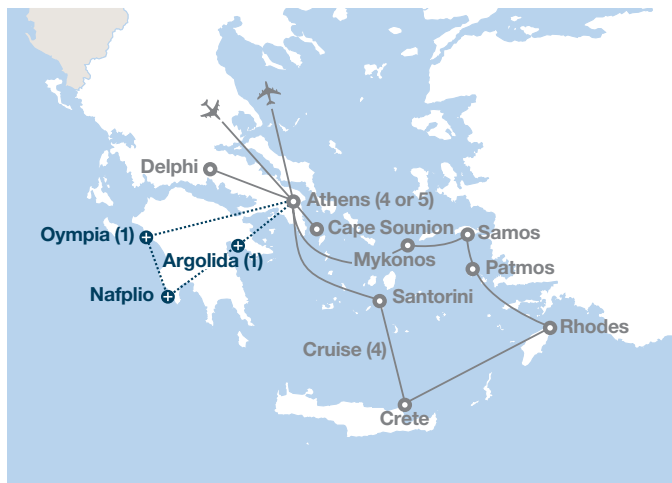 Delphi
Athens (4 or 5)
Cape Sounion
Oympia (1)
Samos
Argolida (1)
Mykonos
Patmos
Nafplio
Santorini
Rhodes
Cruise (4)
Crete